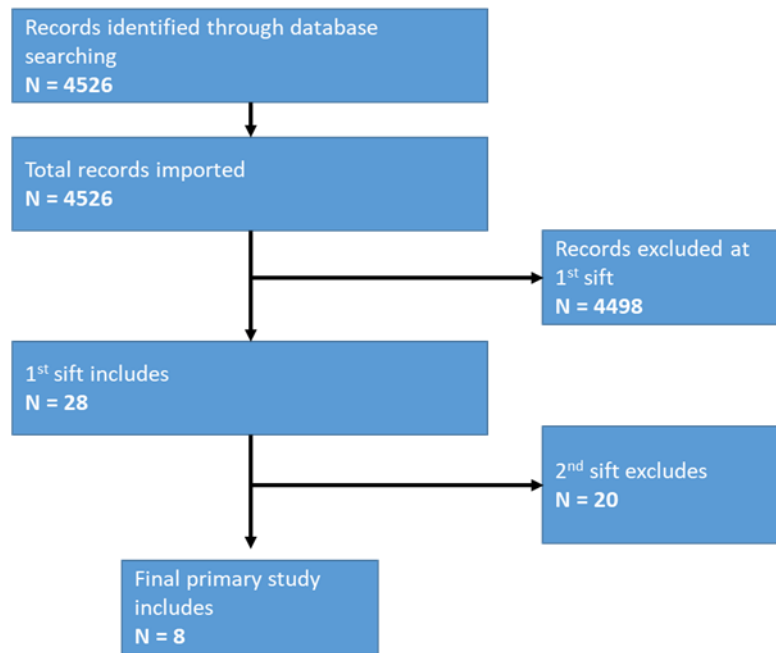 Records identified through database
searching
N = 4526
Total records imported
N = 4526
Records excluded at
1st sift
N = 4498
1st sift includes
N = 28
2nd sift excludes
N = 20
Final primary study
includes
N = 8